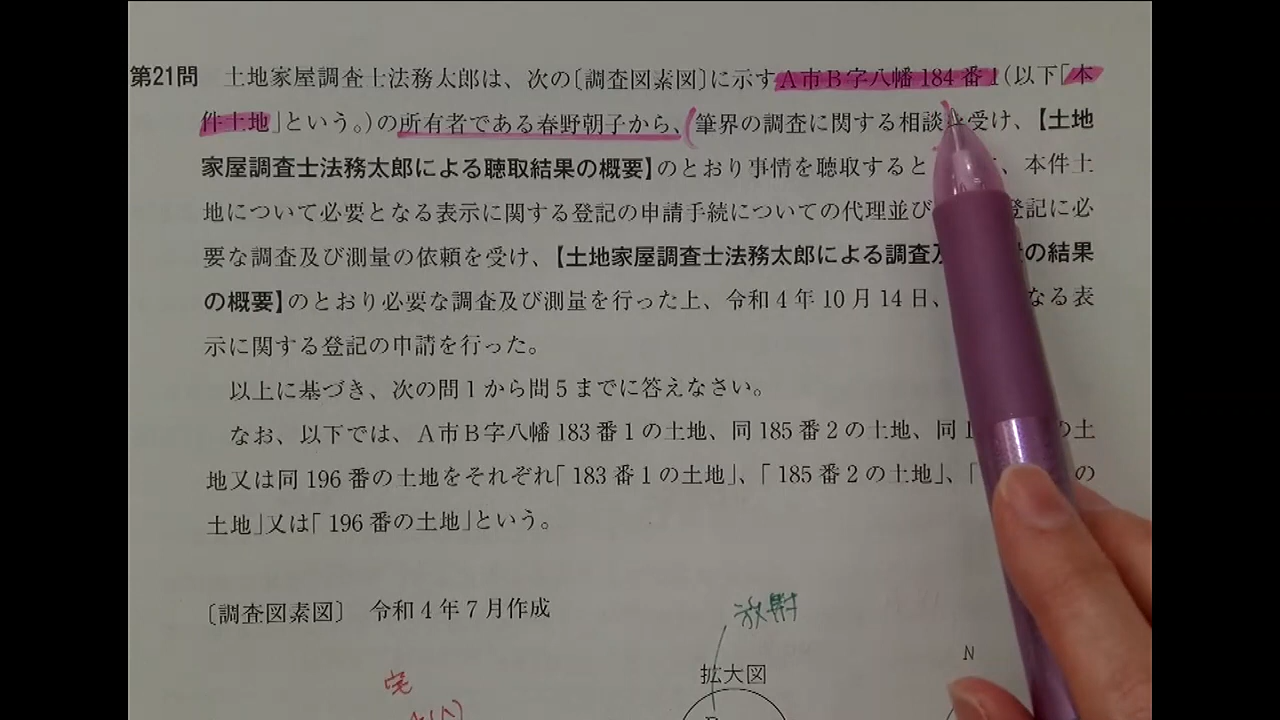 第21問 土地家屋調査士法務太郎は、次の〔調査図素図〕に示すA市B字八幡184番1(以下「本
件土地」という。)の所有者である春野朝子から、筆界の調査に関する相談を受け、【土地
家屋調査士法務太郎による聴取結果の概要】のとおり事情を聴取すると、本件土
地について必要となる表示に関する登記の申請手続についての代理並び登記に必
要な調査及び測量の依頼を受け、【土地家屋調査士法務太郎による調査の結果
の概要】のとおり必要な調査及び測量を行った上、令和4年10月14日、なる表
示に関する登記の申請を行った。
以上に基づき、次の問1から問5までに答えなさい。
なお、以下では、A市B字八幡183番1の土地、同185番2の土地、同1の土
地又は同196番の土地をそれぞれ「183番1の土地」、「185番2の土地」、「の
土地」又は「196番の土地」という。
〔調査図素図〕 令和4年7月作成
放射
宅
拡大図
N